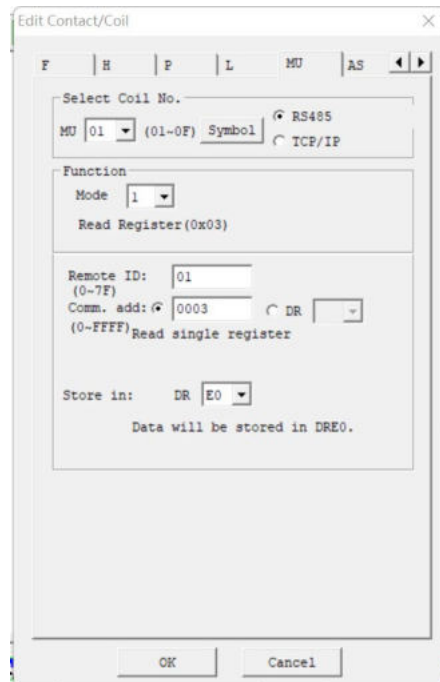 Edit Contact/Coil
F H P L MU AS
Select Coil No.
MU 01 (01~0F) Symbol
RS485
TCP/IP
Function
Mode 1
Read Register(0x03)
Remote ID: 01
(0~7F)
Comm. add: 0003 DR
(0~FFFF) Read single register
Store in: DR E0
Data will be stored in DRE0.
OK Cancel